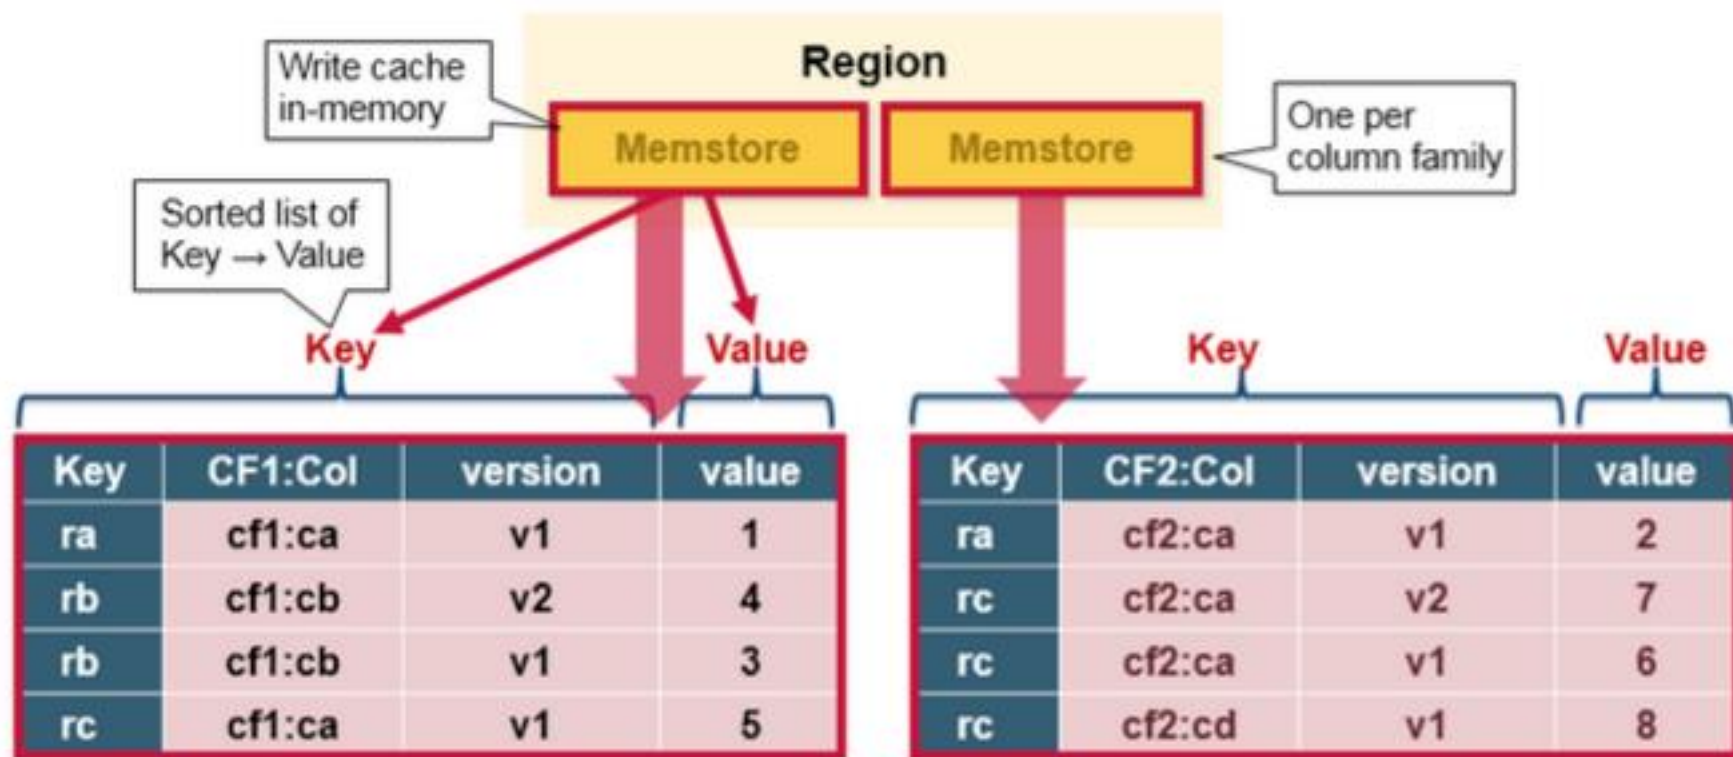 Region
Write cache
in-memory
Memstore
Memstore
One per
column family
Sorted list of
Key → Value
Key
Value
Key
Value
Key CF1:Col version value
ra cf1:ca v1 1
rb cf1:cb v2 4
rb cf1:cb v1 3
rc cf1:ca v1 5
Key CF2:Col version value
ra cf2:ca v1 2
rc cf2:ca v2 7
rc cf2:ca v1 6
rc cf2:cd v1 8